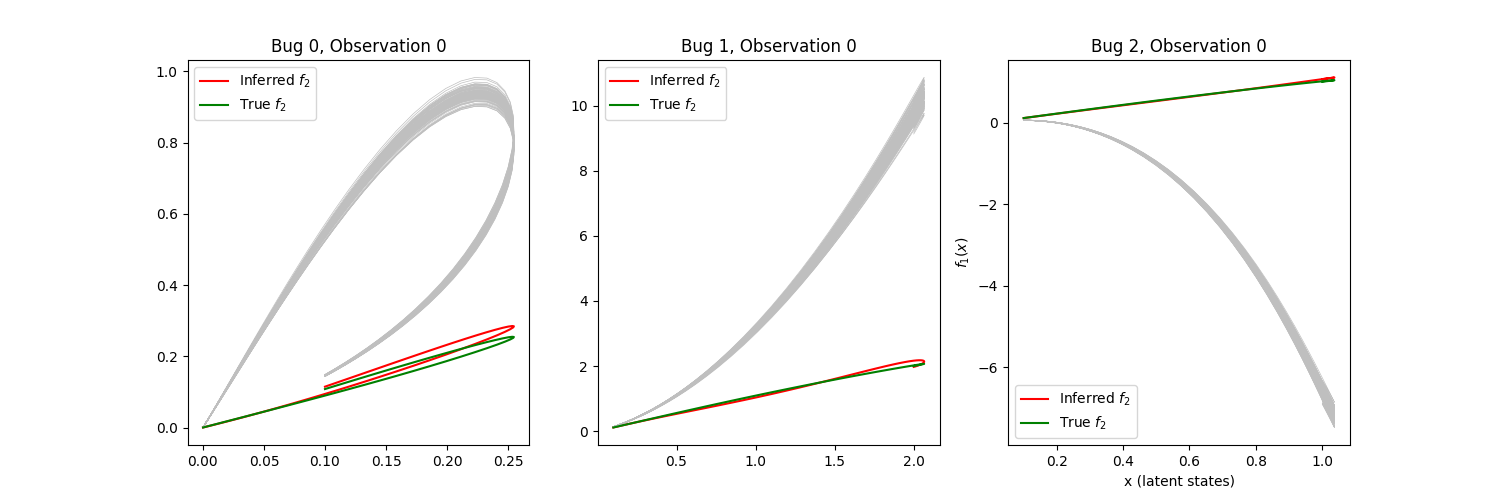 Bug 0, Observation 0
Inferred f₂
True f₂
1.0
0.8
0.6
0.4
0.2
0.0
0.00 0.05 0.10 0.15 0.20 0.25
Bug 1, Observation 0
Inferred f₂
True f₂
10
8
6
4
2
0
0.5 1.0 1.5 2.0
Bug 2, Observation 0
f₁(x)
0
−2
−4
−6
Inferred f₂
True f₂
0.2 0.4 0.6 0.8 1.0
x (latent states)